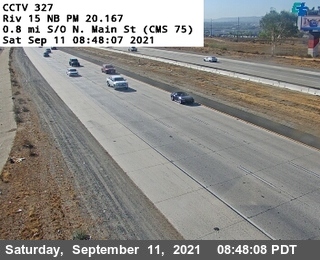 CCTV 327
Riv 15 NB PM 20.167
0.8 mi S/O N. Main St (CMS 75)
Sat Sep 11 08:48:07 2021
Saturday, September 11, 2021 08:48:08 PDT